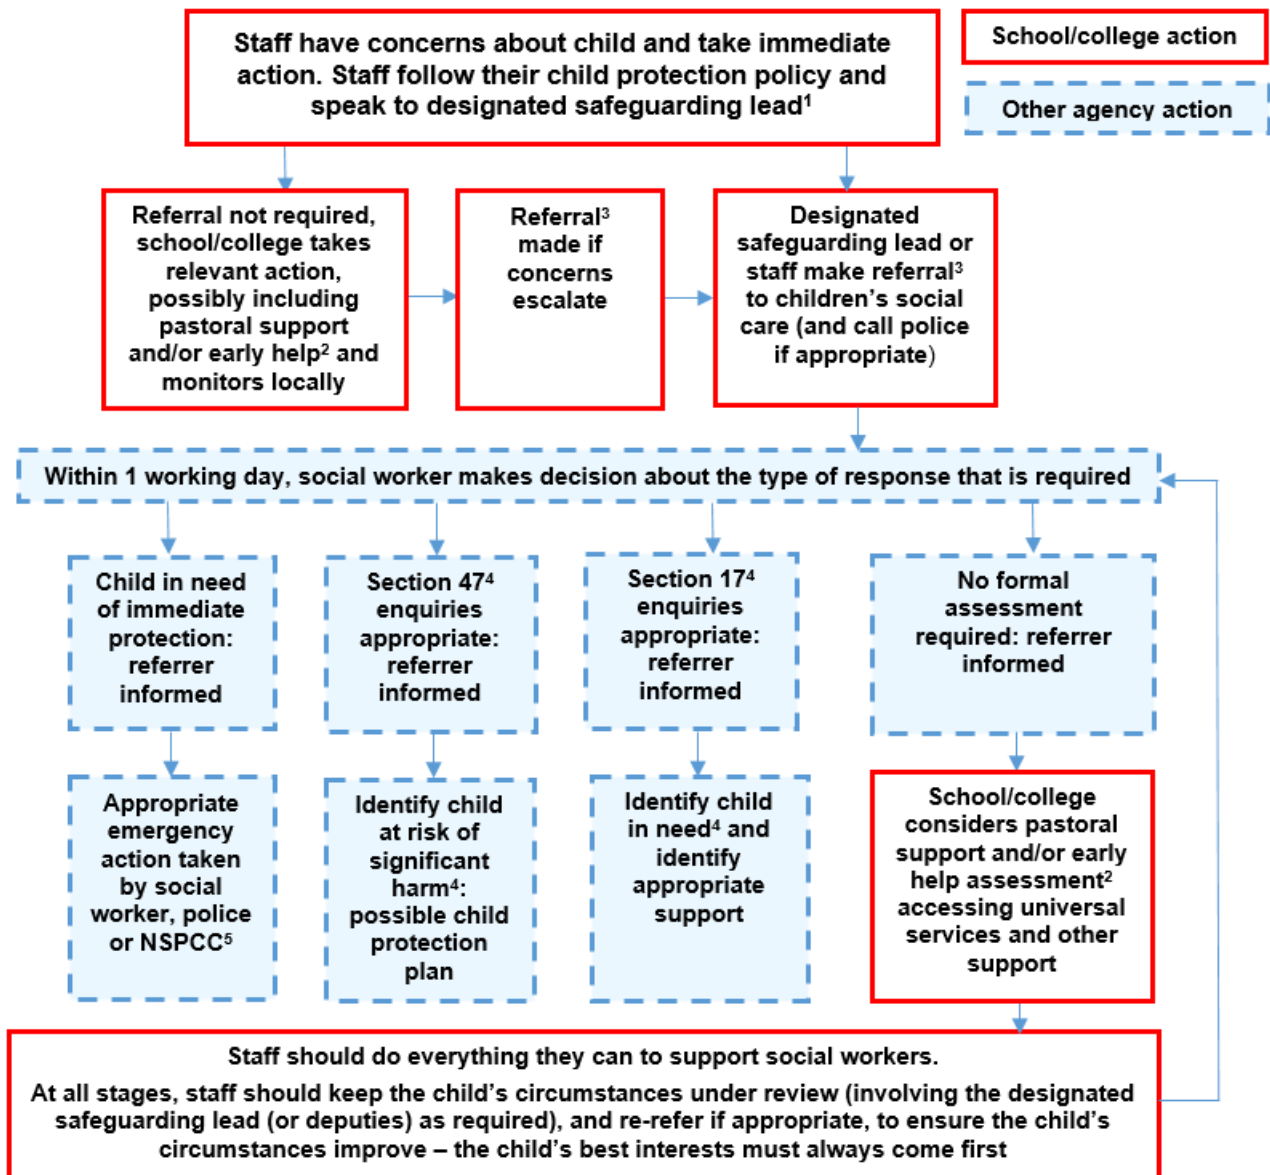 Staff have concerns about child and take immediate
action. Staff follow their child protection policy and
speak to designated safeguarding lead¹
School/college action
Other agency action
Referral not required,
school/college takes
relevant action,
possibly including
pastoral support
and/or early help² and
monitors locally
Referral³
made if
concerns
escalate
Designated
safeguarding lead or
staff make referral³
to children’s social
care (and call police
if appropriate)
Within 1 working day, social worker makes decision about the type of response that is required
Child in need
of immediate
protection:
referrer
informed
Section 47⁴
enquiries
appropriate:
referrer
informed
Section 17⁴
enquiries
appropriate:
referrer
informed
No formal
assessment
required: referrer
informed
Appropriate
emergency
action taken
by social
worker, police
or NSPCC⁵
Identify child
at risk of
significant
harm⁴:
possible child
protection
plan
Identify child
in need⁴ and
identify
appropriate
support
School/college
considers pastoral
support and/or early
help assessment²
accessing universal
services and other
support
Staff should do everything they can to support social workers.
At all stages, staff should keep the child’s circumstances under review (involving the designated
safeguarding lead (or deputies) as required), and re-refer if appropriate, to ensure the child’s
circumstances improve – the child’s best interests must always come first